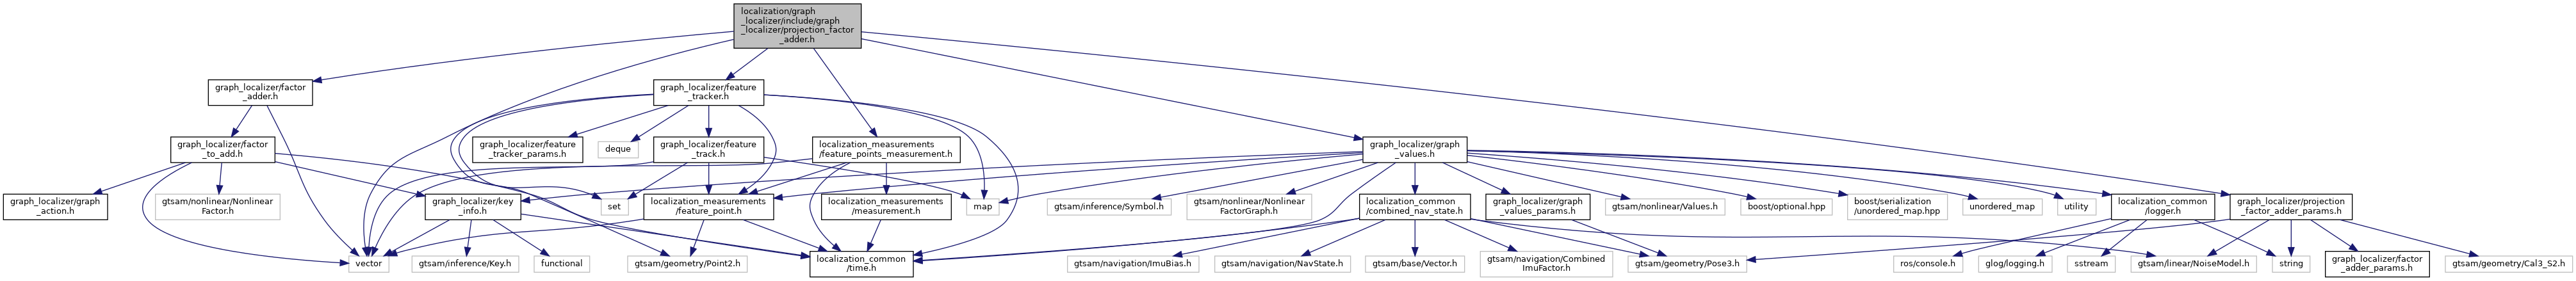 localization/graph
_localizer/include/graph
_localizer/projection_factor
_adder.h
graph_localizer/factor
_adder.h
graph_localizer/feature
_tracker.h
graph_localizer/factor
_to_add.h
graph_localizer/feature
_tracker_params.h
deque
graph_localizer/feature
_track.h
localization_measurements
/feature_points_measurement.h
graph_localizer/graph
_values.h
graph_localizer/graph
_action.h
gtsam/nonlinear/Nonlinear
Factor.h
graph_localizer/key
_info.h
set
localization_measurements
/feature_point.h
localization_measurements
/measurement.h
map
gtsam/inference/Symbol.h
gtsam/nonlinear/Nonlinear
FactorGraph.h
localization_common
/combined_nav_state.h
graph_localizer/graph
_values_params.h
gtsam/nonlinear/Values.h
boost/optional.hpp
boost/serialization
/unordered_map.hpp
unordered_map
utility
localization_common
/logger.h
graph_localizer/projection
_factor_adder_params.h
vector
gtsam/inference/Key.h
functional
gtsam/geometry/Point2.h
localization_common
/time.h
gtsam/navigation/ImuBias.h
gtsam/navigation/NavState.h
gtsam/base/Vector.h
gtsam/navigation/Combined
ImuFactor.h
gtsam/geometry/Pose3.h
ros/console.h
glog/logging.h
sstream
gtsam/linear/NoiseModel.h
string
graph_localizer/factor
_adder_params.h
gtsam/geometry/Cal3_S2.h